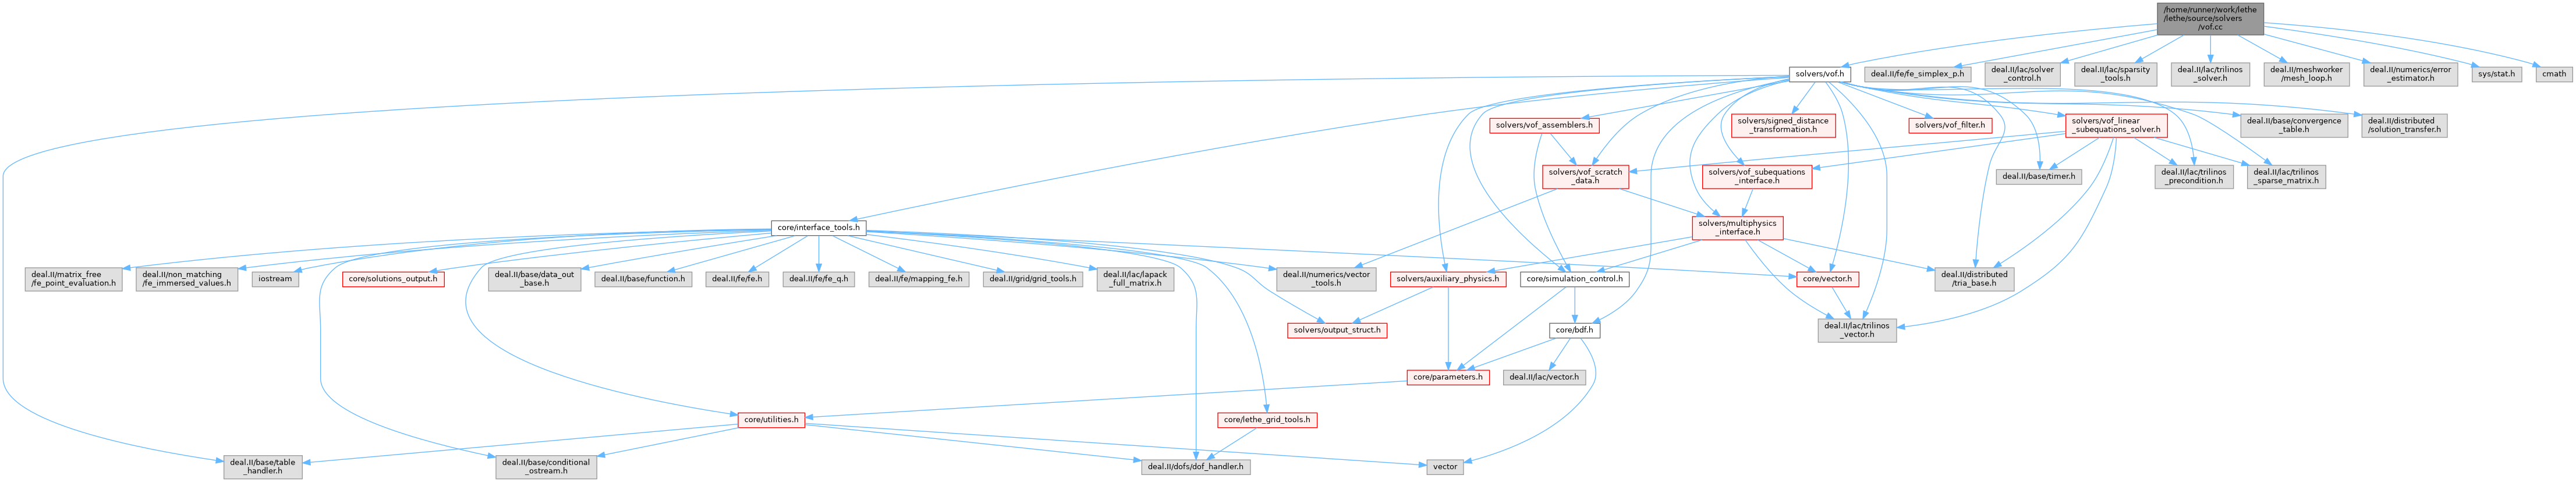 /home/runner/work/lethe
/lethe/source/solvers
/vof.cc
solvers/vof.h
deal.II/fe/fe_simplex_p.h
deal.II/lac/solver
_control.h
deal.II/lac/sparsity
_tools.h
deal.II/lac/trilinos
_solver.h
deal.II/meshworker
/mesh_loop.h
deal.II/numerics/error
_estimator.h
sys/stat.h
cmath
solvers/vof_assemblers.h
solvers/signed_distance
_transformation.h
solvers/vof_filter.h
solvers/vof_linear
_subequations_solver.h
deal.II/base/convergence
_table.h
deal.II/distributed
/solution_transfer.h
solvers/vof_scratch
_data.h
solvers/vof_subequations
_interface.h
deal.II/base/timer.h
deal.II/lac/trilinos
_precondition.h
deal.II/lac/trilinos
_sparse_matrix.h
core/interface_tools.h
solvers/multiphysics
_interface.h
deal.II/matrix_free
/fe_point_evaluation.h
deal.II/non_matching
/fe_immersed_values.h
iostream
core/solutions_output.h
deal.II/base/data_out
_base.h
deal.II/base/function.h
deal.II/fe/fe.h
deal.II/fe/fe_q.h
deal.II/fe/mapping_fe.h
deal.II/grid/grid_tools.h
deal.II/lac/lapack
_full_matrix.h
deal.II/numerics/vector
_tools.h
solvers/auxiliary_physics.h
core/simulation_control.h
core/vector.h
deal.II/distributed
/tria_base.h
solvers/output_struct.h
core/bdf.h
deal.II/lac/trilinos
_vector.h
core/parameters.h
deal.II/lac/vector.h
core/utilities.h
core/lethe_grid_tools.h
deal.II/base/table
_handler.h
deal.II/base/conditional
_ostream.h
deal.II/dofs/dof_handler.h
vector